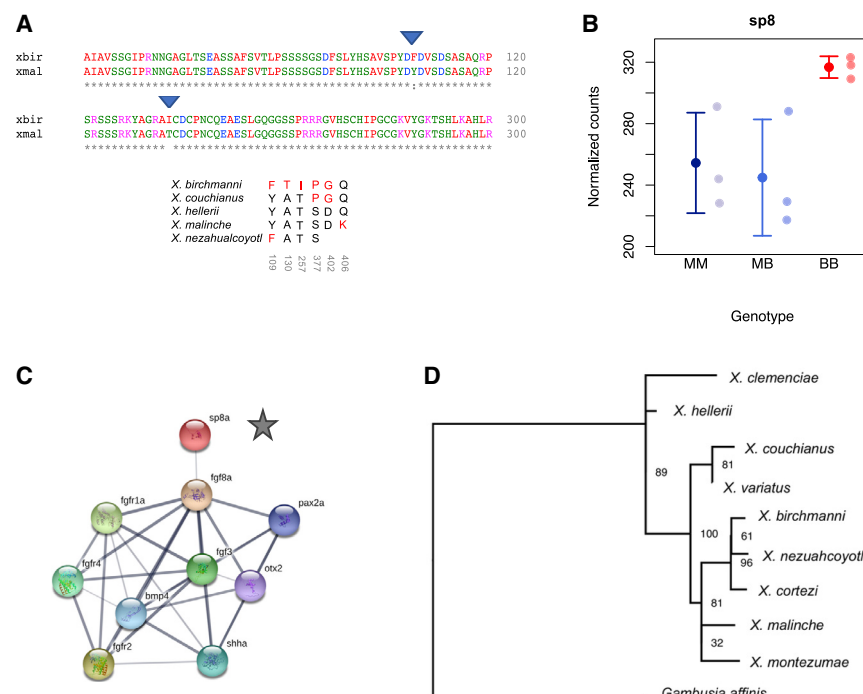 A
xbir AIAVSSGIPRNNGAGLTSEASSAFSVTLPSSSSGSDFSLYHSAVSPYDFDVSDSASAQRP 120
xmal AIAVSSGIPRNNGAGLTSEASSAFSVTLPSSSSGSDFSLYHSAVSPYDYDVSDSASAQRP 120
*************************************************:***********
xbir SRSSSRKYAGRAICDCPNCQEAESLGQGGSSPRRRGVHSCHIPGCGKVYGKTSHLKAHLR 300
xmal SRSSSRKYAGRATCDCPNCQEAESLGQGGSSPRRRGVHSCHIPGCGKVYGKTSHLKAHLR 300
************ ***********************************************
X. birchmanni F T I P G Q
X. couchianus Y A T P G Q
X. hellerii Y A T S D Q
X. malinche Y A T S D K
X. nezahualcoyotl F A T S
109 130 257 377 402 406
B
sp8
Normalized counts
320
280
240
200
MM MB BB
Genotype
C
sp8a
fgf8a
fgfr1a
pax2a
fgf3
fgfr4
otx2
bmp4
fgfr2
shha
D
X. clemenciae
X. hellerii
X. couchianus
81
89
X. variatus
X. birchmanni
100
61
X. nezuahcoyotl
96
X. cortezi
81
X. malinche
32
X. montezumae
Gambusia affinis